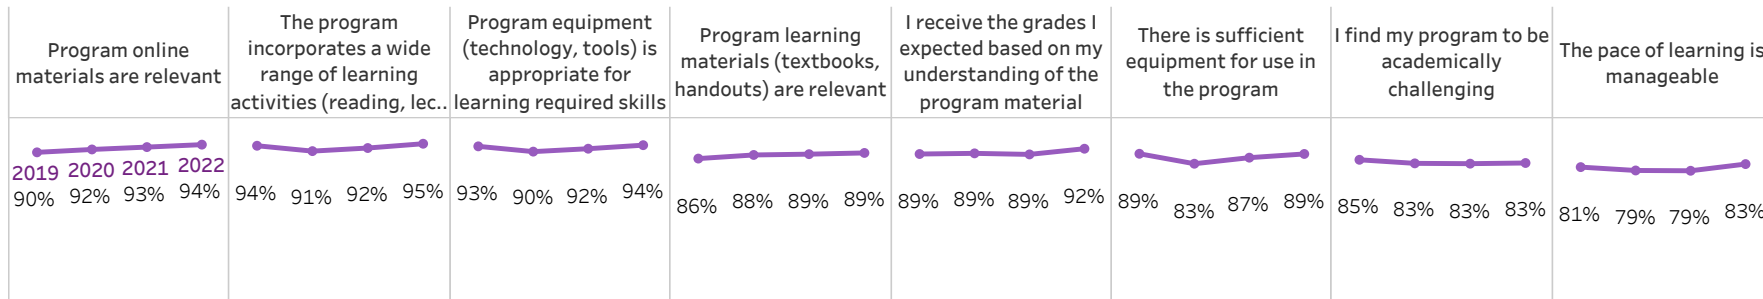 Program online
materials are relevant
The program
incorporates a wide
range of learning
activities (reading, lec..
Program equipment
(technology, tools) is
appropriate for
learning required skills
Program learning
materials (textbooks,
handouts) are relevant
I receive the grades I
expected based on my
understanding of the
program material
There is sufficient
equipment for use in
the program
I find my program to be
academically
challenging
The pace of learning is
manageable
2019 2020 2021 2022
90% 92% 93% 94%
94% 91% 92% 95%
93% 90% 92% 94%
86% 88% 89% 89%
89% 89% 89% 92%
89% 83% 87% 89%
85% 83% 83% 83%
81% 79% 79% 83%